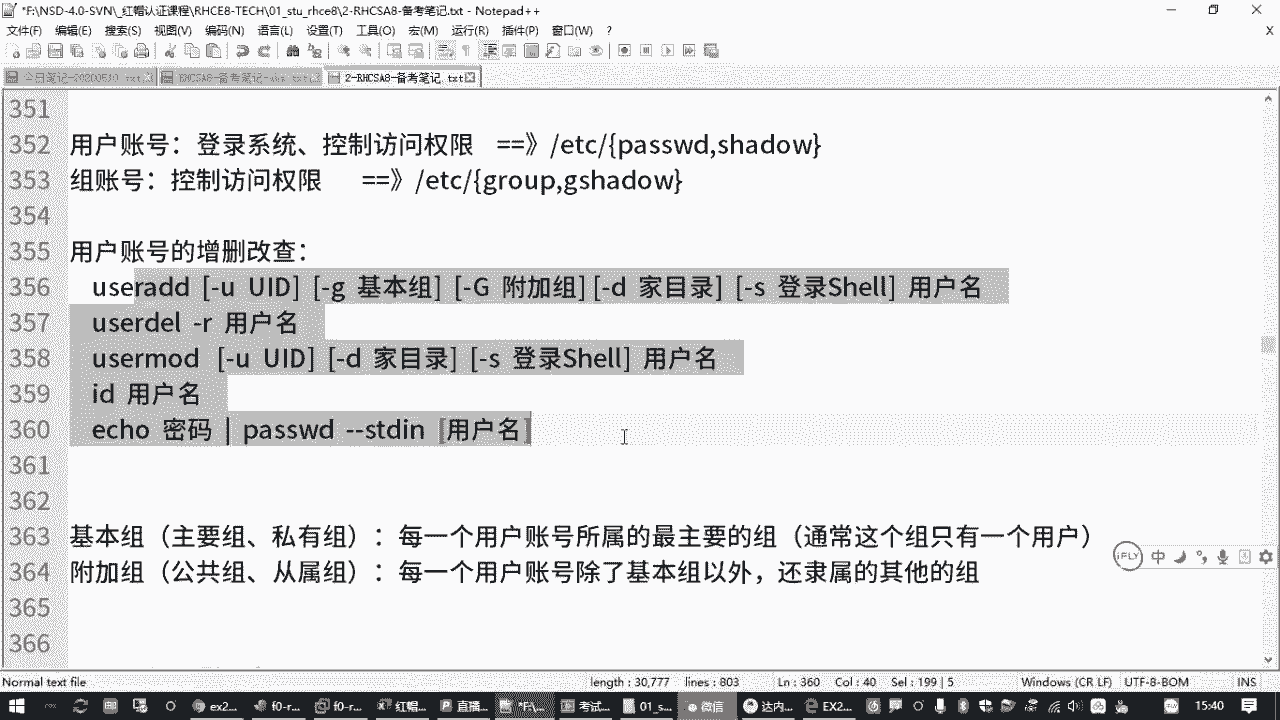 *F:\NSD-4.0-SVN\_红帽认证课程\RHCE8-TECH\01_stu_rhce8\2-RHCSA8-备考笔记.txt - Notepad++
文件(F) 编辑(E) 搜索(S) 视图(V) 编码(N) 语言(L) 设置(T) 工具(O) 宏(M) 运行(R) 插件(P) 窗口(W) ? X
2-RHCSA8-备考笔记.txt
351
352 用户账号：登录系统、控制访问权限 ==》/etc/{passwd,shadow}
353 组账号：控制访问权限 ==》/etc/{group,gshadow}
354
355 用户账号的增删改查：
356 useradd [-u UID] [-g 基本组] [-G 附加组] [-d 家目录] [-s 登录Shell] 用户名
357 userdel -r 用户名
358 usermod [-u UID] [-d 家目录] [-s 登录Shell] 用户名
359 id 用户名
360 echo 密码 | passwd --stdin [用户名]
361
362
363 基本组（主要组、私有组）：每一个用户账号所属的最主要的组（通常这个组只有一个用户）
364 附加组（公共组、从属组）：每一个用户账号除了基本组以外，还隶属的其他的组
365
366
iFLY 中
Normal text file length : 30,777 lines : 803 Ln : 360 Col : 40 Sel : 199 | 5 Windows (CR LF) UTF-8-BOM INS
ex2... f0-r... f0-r... 红帽... 直播... *F\... 考试... 01_s... 微信 达内... EX2... 15:40